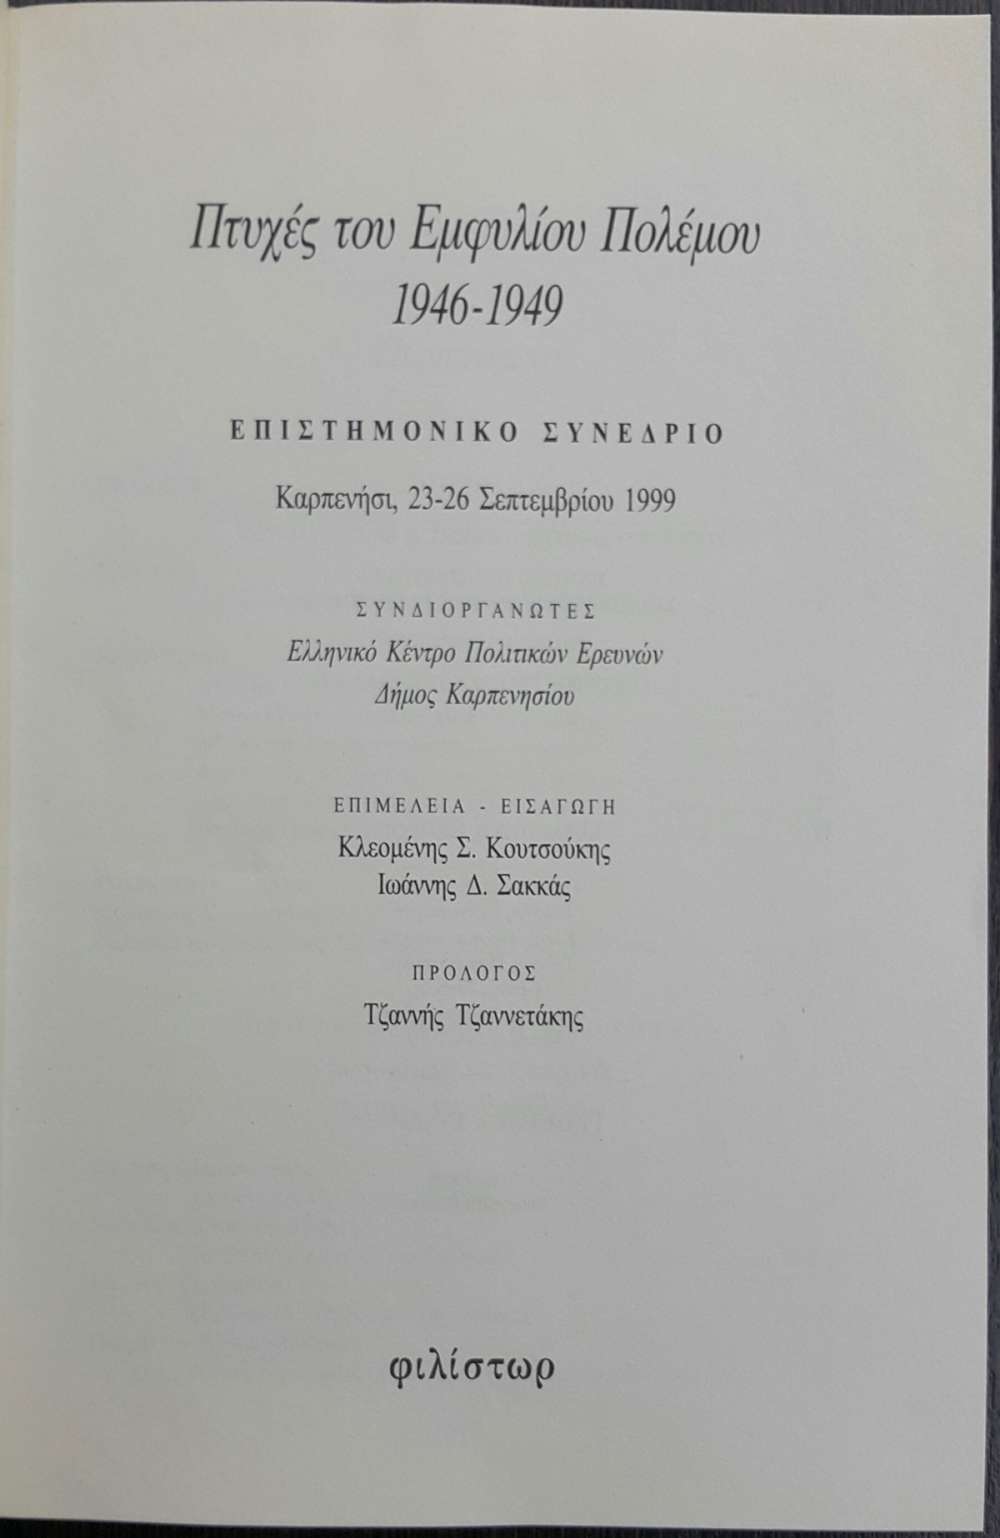 Πτυχές του Εμφυλίου Πολέμου
1946-1949
ΕΠΙΣΤΗΜΟΝΙΚΟ ΣΥΝΕΔΡΙΟ
Καρπενήσι, 23-26 Σεπτεμβρίου 1999
ΣΥΝΔΙΟΡΓΑΝΩΤΕΣ
Ελληνικό Κέντρο Πολιτικών Ερευνών
Δήμος Καρπενησίου
ΕΠΙΜΕΛΕΙΑ - ΕΙΣΑΓΩΓΗ
Κλεομένης Σ. Κουτσούκης
Ιωάννης Δ. Σακκάς
ΠΡΟΛΟΓΟΣ
Τζαννής Τζαννετάκης
φιλίστωρ